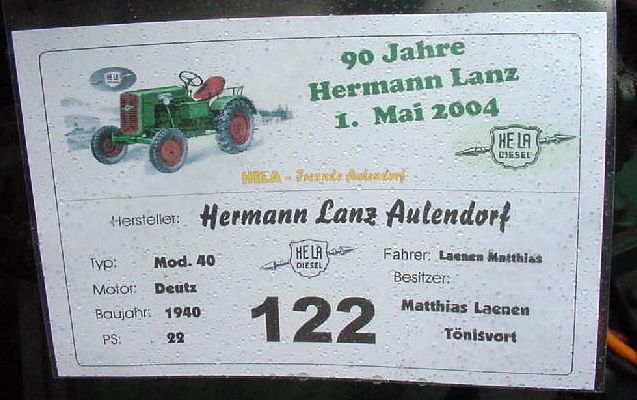 90 Jahre
Hermann Lanz
1. Mai 2004
HELA
HELA
DIESEL
HELA - Freunde Aulendorf
Hersteller: Hermann Lanz Aulendorf
Typ: Mod. 40
HELA
DIESEL
Fahrer: Laenen Matthias
Motor: Deutz
Besitzer:
Baujahr: 1940
122
Matthias Laenen
PS: 22
Tönisvort